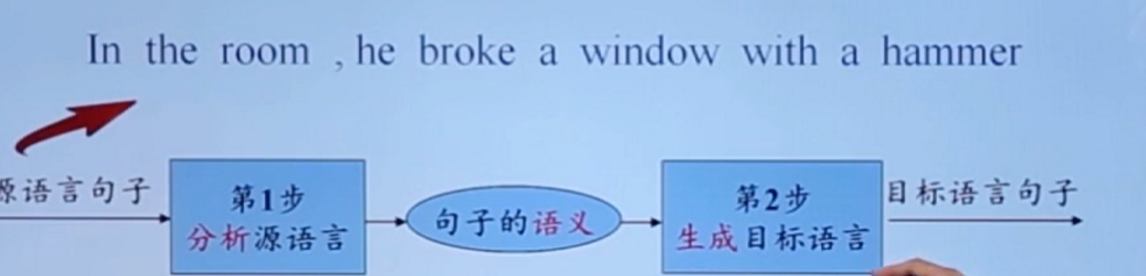 In the room , he broke a window with a hammer
源语言句子
第1步
分析源语言
句子的语义
第2步
生成目标语言
目标语言句子